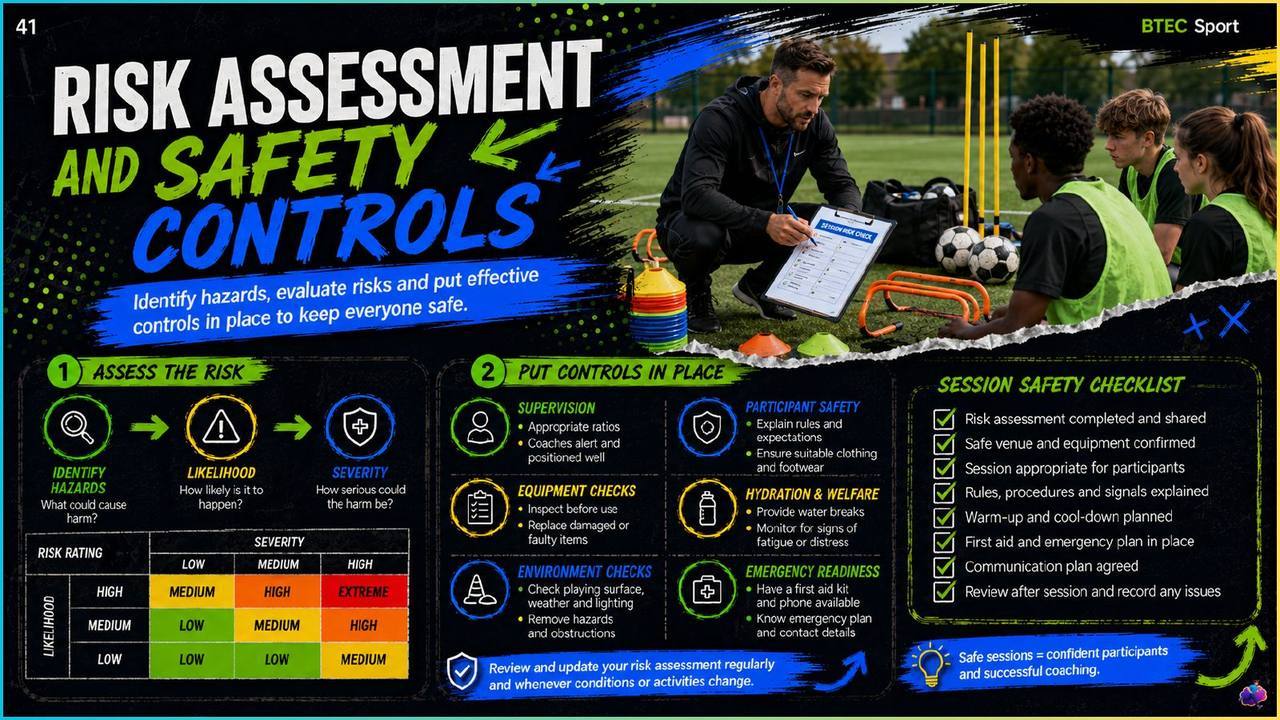 41
BTEC Sport
RISK ASSESSMENT
AND SAFETY
CONTROLS
Identify hazards, evaluate risks and put effective
controls in place to keep everyone safe.
SESSION RISK CHECK
1 ASSESS THE RISK
IDENTIFY
HAZARDS
What could cause
harm?
LIKELIHOOD
How likely is it to
happen?
SEVERITY
How serious could
the harm be?
RISK RATING
SEVERITY
LOW MEDIUM HIGH
LIKELIHOOD
HIGH MEDIUM HIGH EXTREME
MEDIUM LOW MEDIUM HIGH
LOW LOW LOW MEDIUM
2 PUT CONTROLS IN PLACE
SUPERVISION
• Appropriate ratios
• Coaches alert and
positioned well
PARTICIPANT SAFETY
• Explain rules and
expectations
• Ensure suitable clothing
and footwear
EQUIPMENT CHECKS
• Inspect before use
• Replace damaged or
faulty items
HYDRATION & WELFARE
• Provide water breaks
• Monitor for signs of
fatigue or distress
ENVIRONMENT CHECKS
• Check playing surface,
weather and lighting
• Remove hazards
and obstructions
EMERGENCY READINESS
• Have a first aid kit
and phone available
• Know emergency plan
and contact details
Review and update your risk assessment regularly
and whenever conditions or activities change.
SESSION SAFETY CHECKLIST
Risk assessment completed and shared
Safe venue and equipment confirmed
Session appropriate for participants
Rules, procedures and signals explained
Warm-up and cool-down planned
First aid and emergency plan in place
Communication plan agreed
Review after session and record any issues
Safe sessions = confident participants
and successful coaching.